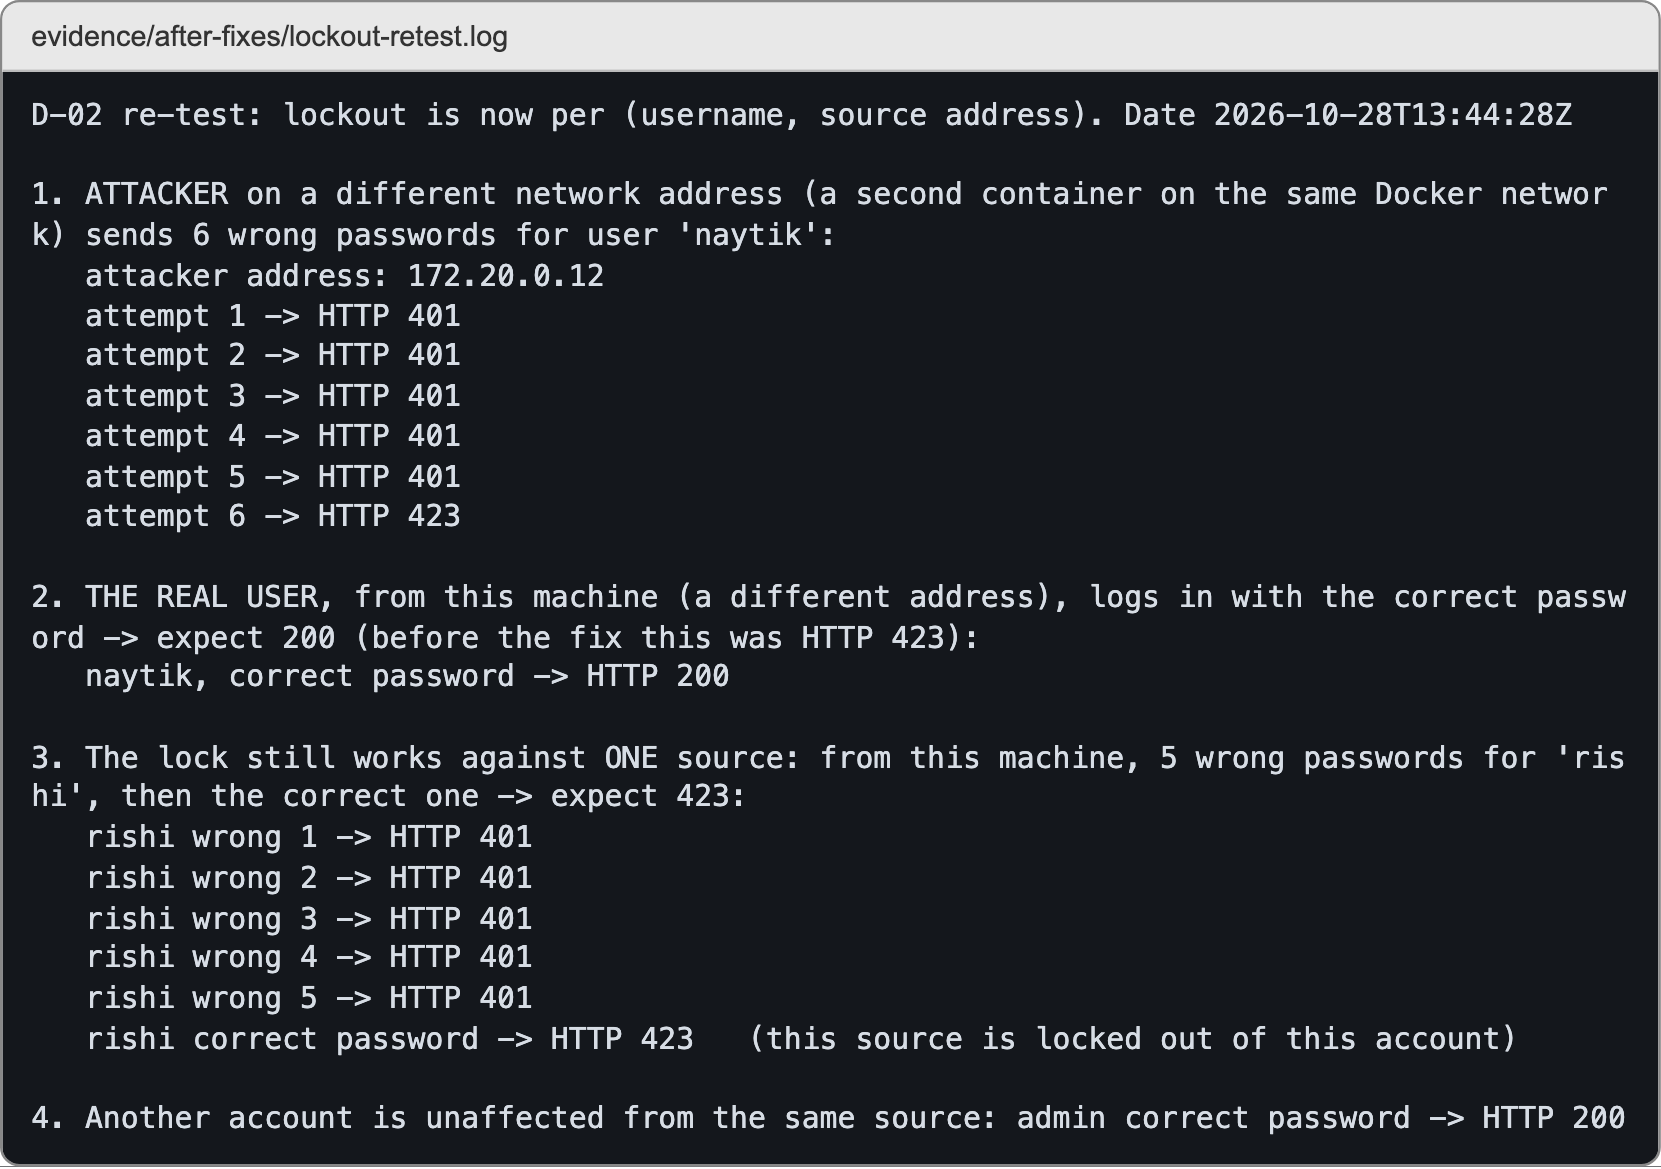 evidence/after-fixes/lockout-retest.log
D-02 re-test: lockout is now per (username, source address). Date 2026-10-28T13:44:28Z
1. ATTACKER on a different network address (a second container on the same Docker networ
k) sends 6 wrong passwords for user 'naytik':
attacker address: 172.20.0.12
attempt 1 -> HTTP 401
attempt 2 -> HTTP 401
attempt 3 -> HTTP 401
attempt 4 -> HTTP 401
attempt 5 -> HTTP 401
attempt 6 -> HTTP 423
2. THE REAL USER, from this machine (a different address), logs in with the correct passw
ord -> expect 200 (before the fix this was HTTP 423):
naytik, correct password -> HTTP 200
3. The lock still works against ONE source: from this machine, 5 wrong passwords for 'ris
hi', then the correct one -> expect 423:
rishi wrong 1 -> HTTP 401
rishi wrong 2 -> HTTP 401
rishi wrong 3 -> HTTP 401
rishi wrong 4 -> HTTP 401
rishi wrong 5 -> HTTP 401
rishi correct password -> HTTP 423   (this source is locked out of this account)
4. Another account is unaffected from the same source: admin correct password -> HTTP 200